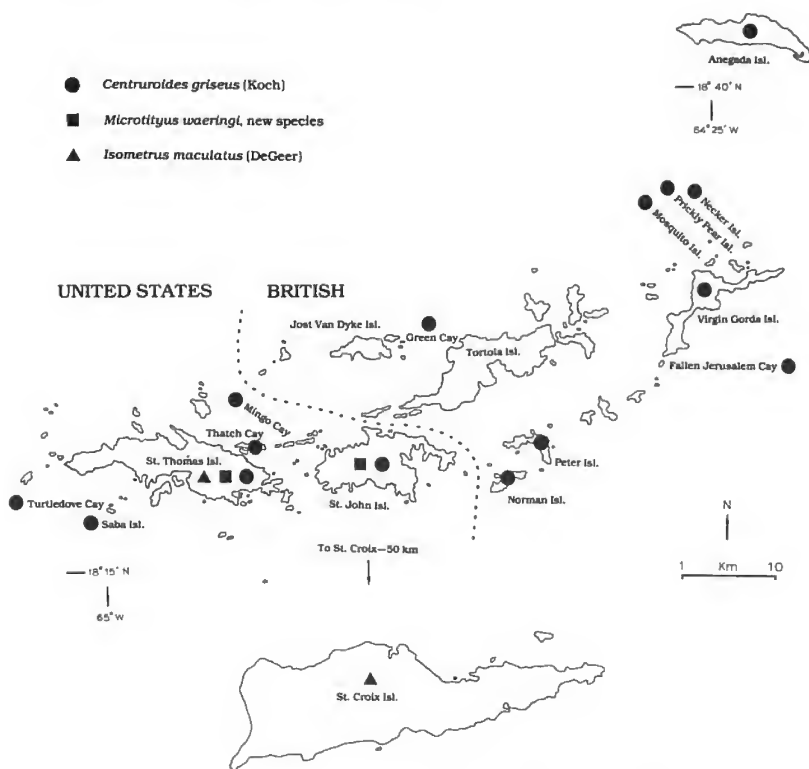 Centruroides griseus (Koch)
Microtityus waeringi, new species
Isometrus maculatus (DeGeer)
Anegada Isl.
18° 40' N
64° 25' W
Necker Isl.
Prickly Pear Isl.
Mosquito Isl.
UNITED STATES
BRITISH
Jost Van Dyke Isl.
Green Cay
Tortola Isl.
Virgin Gorda Isl.
Fallen Jerusalem Cay
Mingo Cay
Thatch Cay
St. Thomas Isl.
St. John Isl.
Peter Isl.
Norman Isl.
Turtledove Cay
Saba Isl.
To St. Croix—50 km
N
18° 15' N
65° W
1 Km 10
St. Croix Isl.